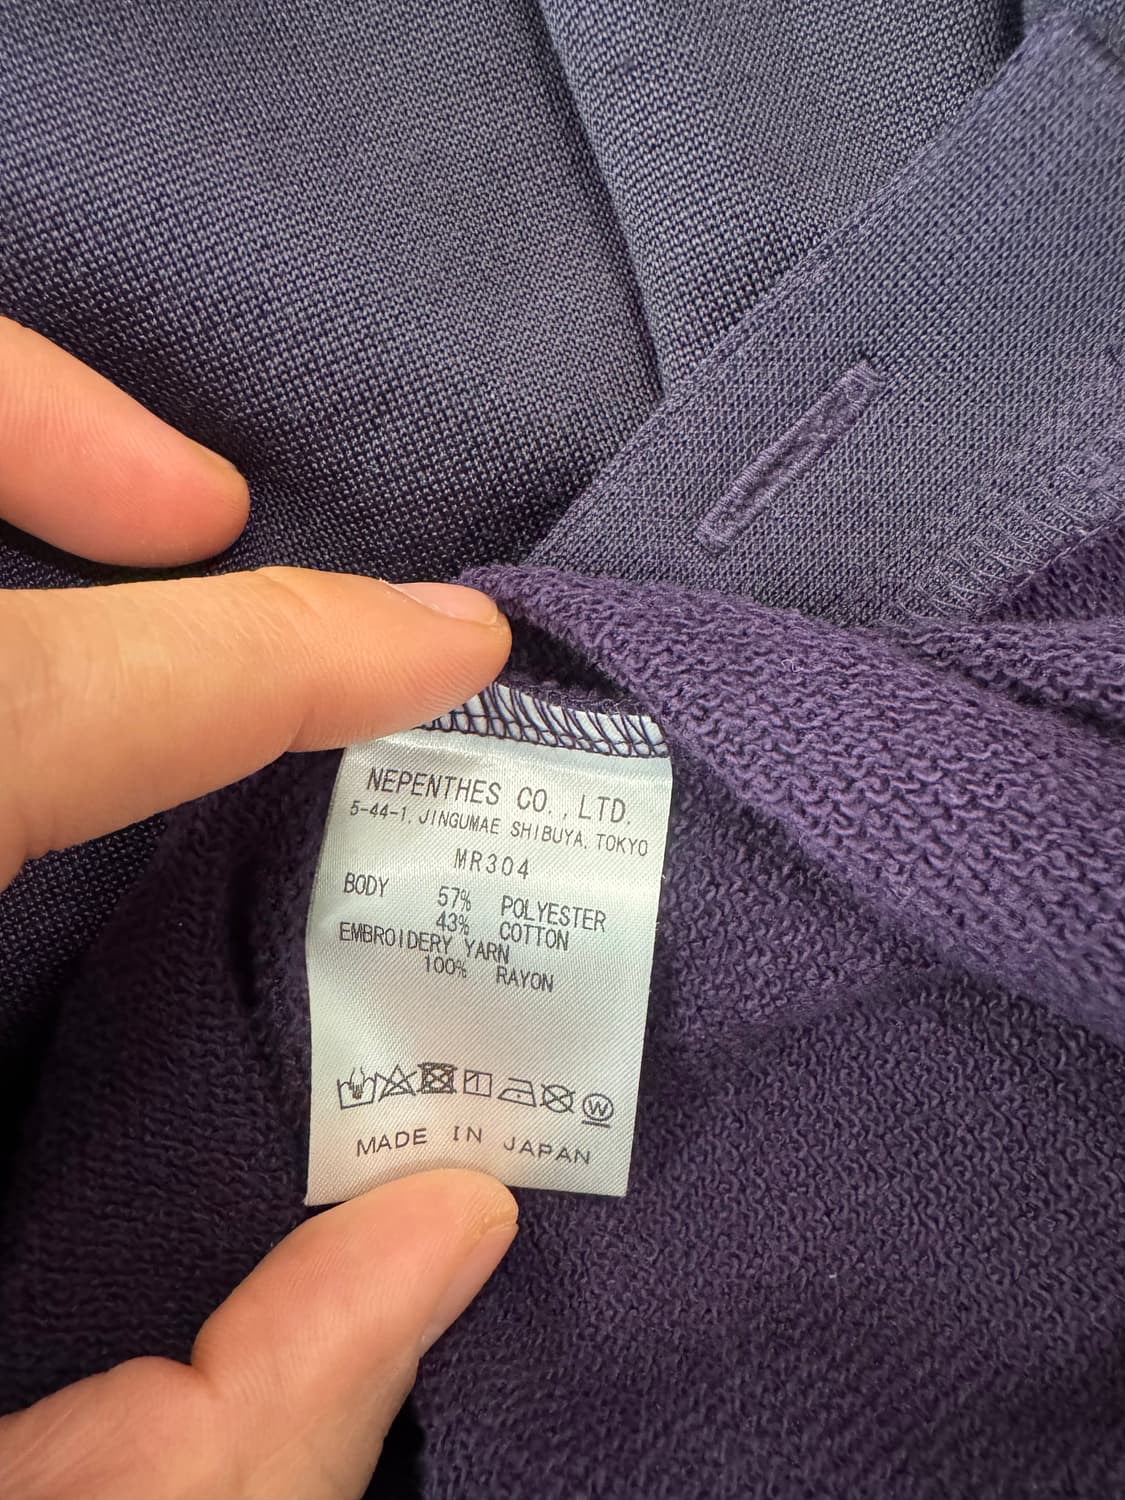 NEPENTHES CO.,LTD.
5-44-1, JINGUMAE SHIBUYA, TOKYO
MR304
BODY 57% POLYESTER
43% COTTON
EMBROIDERY YARN
100% RAYON
W
MADE IN JAPAN